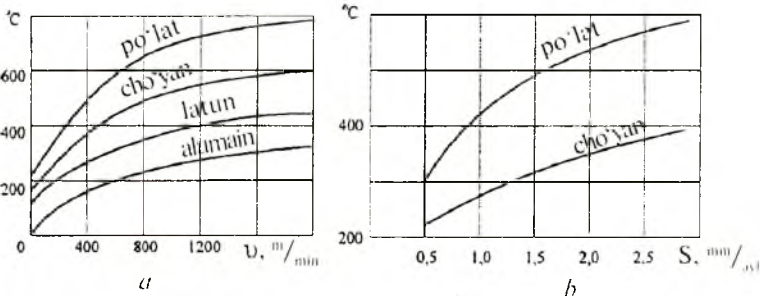 °C
po'lat
cho'yan
latun
alumain
600
400
200
0
400 800 1200 υ, m/min
a
°C
po'lat
cho'yan
400
200
0,5 1,0 1,5 2,0 2.5 S, mm/ayl
b